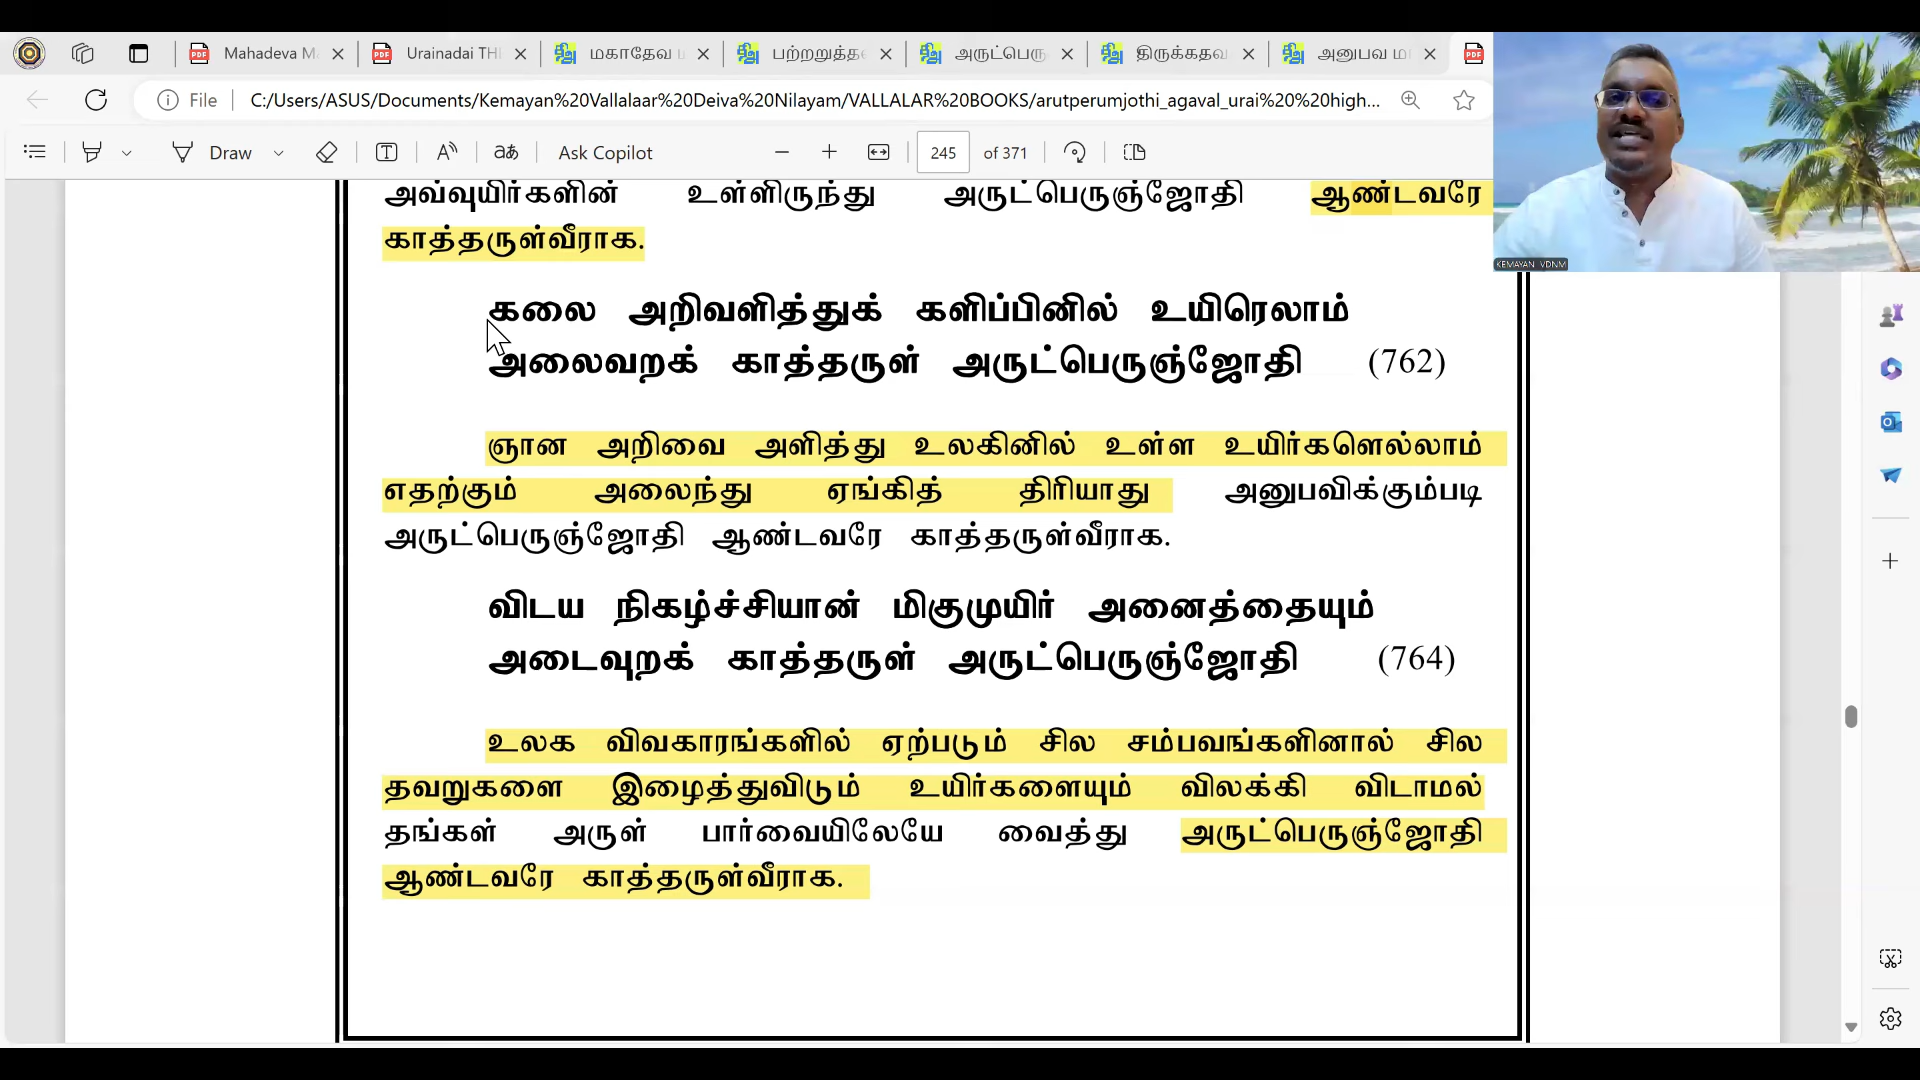 Mahadeva M
Urainadai TH
மகாதேவ
பற்றறுத்த
அருட்பெரு
திருக்கதவ
அனுபவ மா
File C:/Users/ASUS/Documents/Kemayan%20Vallalaar%20Deiva%20Nilayam/VALLALAR%20BOOKS/arutperumjothi_agaval_urai%20%20high...
Draw Ask Copilot 245 of 371
KEMAYAN VDNM
அவ்வுயிர்களின் உள்ளிருந்து அருட்பெருஞ்ஜோதி ஆண்டவரே
காத்தருள்வீராக.
கலை அறிவளித்துக் களிப்பினில் உயிரெலாம்
அலைவறக் காத்தருள் அருட்பெருஞ்ஜோதி (762)
ஞான அறிவை அளித்து உலகினில் உள்ள உயிர்களெல்லாம்
எதற்கும் அலைந்து ஏங்கித் திரியாது அனுபவிக்கும்படி
அருட்பெருஞ்ஜோதி ஆண்டவரே காத்தருள்வீராக.
விடய நிகழ்ச்சியான் மிகுமுயிர் அனைத்தையும்
அடைவுறக் காத்தருள் அருட்பெருஞ்ஜோதி (764)
உலக விவகாரங்களில் ஏற்படும் சில சம்பவங்களினால் சில
தவறுகளை இழைத்துவிடும் உயிர்களையும் விலக்கி விடாமல்
தங்கள் அருள் பார்வையிலேயே வைத்து அருட்பெருஞ்ஜோதி
ஆண்டவரே காத்தருள்வீராக.